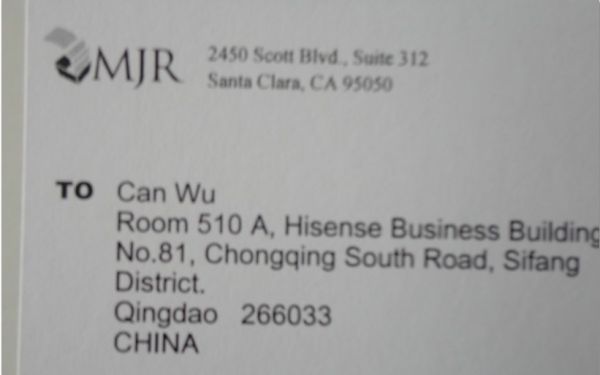 MJR
2450 Scott Blvd., Suite 312
Santa Clara, CA 95050
TO Can Wu
Room 510 A, Hisense Business Building
No.81, Chongqing South Road, Sifang
District.
Qingdao 266033
CHINA